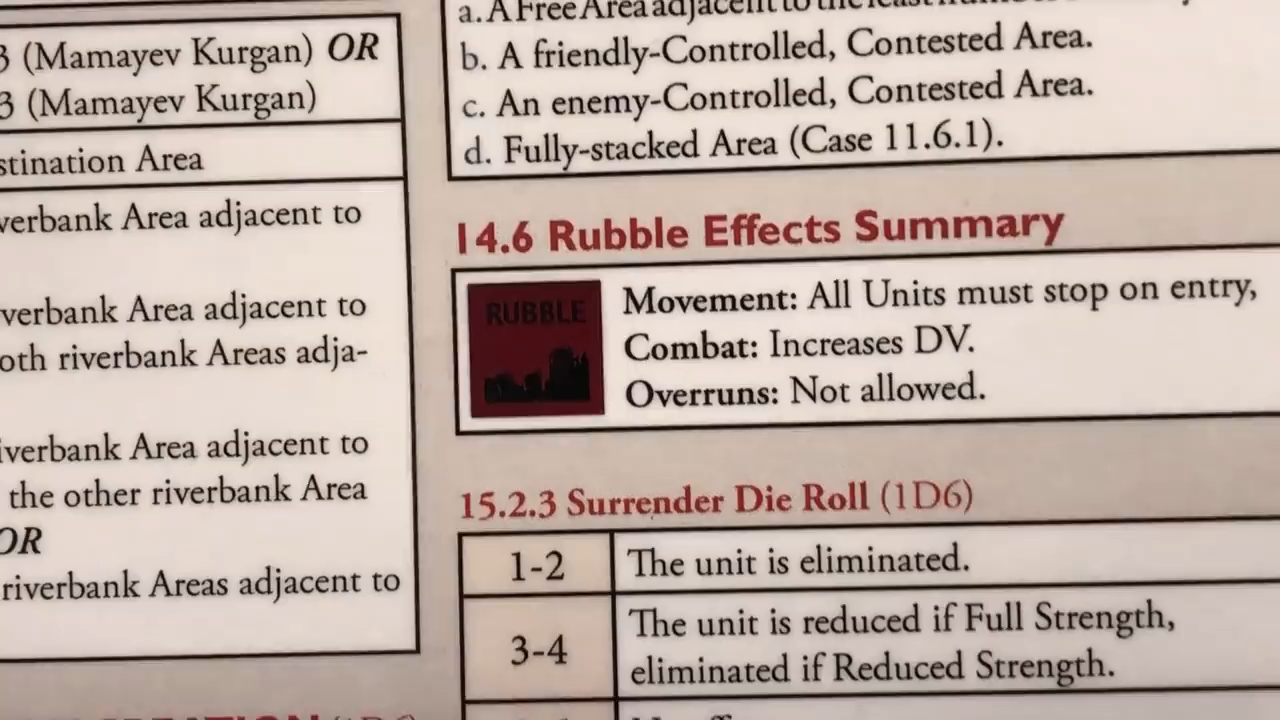 3 (Mamayev Kurgan) OR
3 (Mamayev Kurgan)
stination Area
verbank Area adjacent to
verbank Area adjacent to
oth riverbank Areas adja-
iverbank Area adjacent to
the other riverbank Area
OR
riverbank Areas adjacent to
a. A Free Area adjacent to the
b. A friendly-Controlled, Contested Area.
c. An enemy-Controlled, Contested Area.
d. Fully-stacked Area (Case 11.6.1).
14.6 Rubble Effects Summary
RUBBLE
Movement: All Units must stop on entry,
Combat: Increases DV.
Overruns: Not allowed.
15.2.3 Surrender Die Roll (1D6)
1-2 The unit is eliminated.
3-4 The unit is reduced if Full Strength,
eliminated if Reduced Strength.